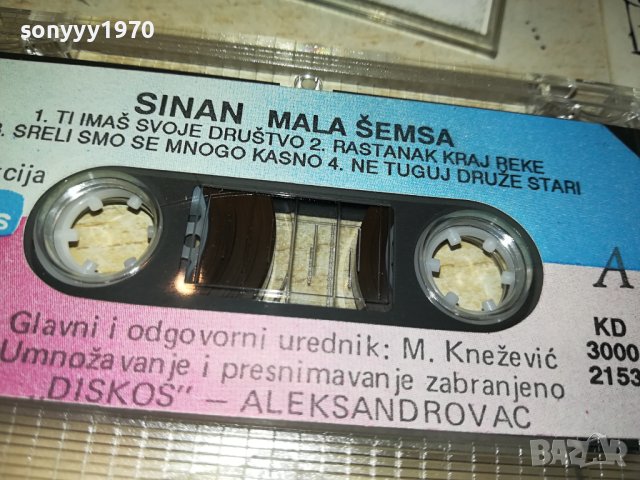 sonyyy1970
SINAN MALA ŠEMSA
1. TI IMAŠ SVOJE DRUŠTVO 2. RASTANAK KRAJ REKE
3. SRELI SMO SE MNOGO KASNO 4. NE TUGUJ DRUŽE STARI
A
KD
3000
2153
Glavni i odgovorni urednik: M. Knežević
Umnožavanje i presnimavanje zabranjeno
„DISKOS” – ALEKSANDROVAC
BAZAR